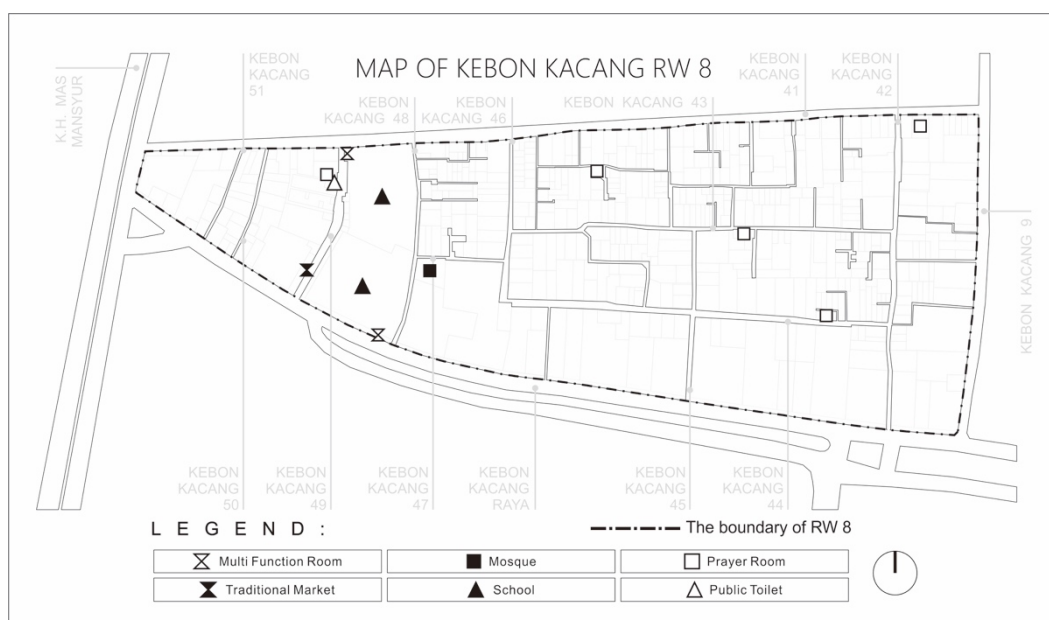 MAP OF KEBON KACANG RW 8
K.H. MAS
MANSYUR
KEBON
KACANG
51
KEBON
KACANG 48
KEBON
KACANG 46
KEBON KACANG 43
KEBON
KACANG
41
KEBON
KACANG
42
KEBON KACANG 9
KEBON
KACANG
50
KEBON
KACANG
49
KEBON
KACANG
47
KEBON
KACANG
RAYA
KEBON
KACANG
45
KEBON
KACANG
44
LEGEND :
The boundary of RW 8
Multi Function Room
Mosque
Prayer Room
Traditional Market
School
Public Toilet